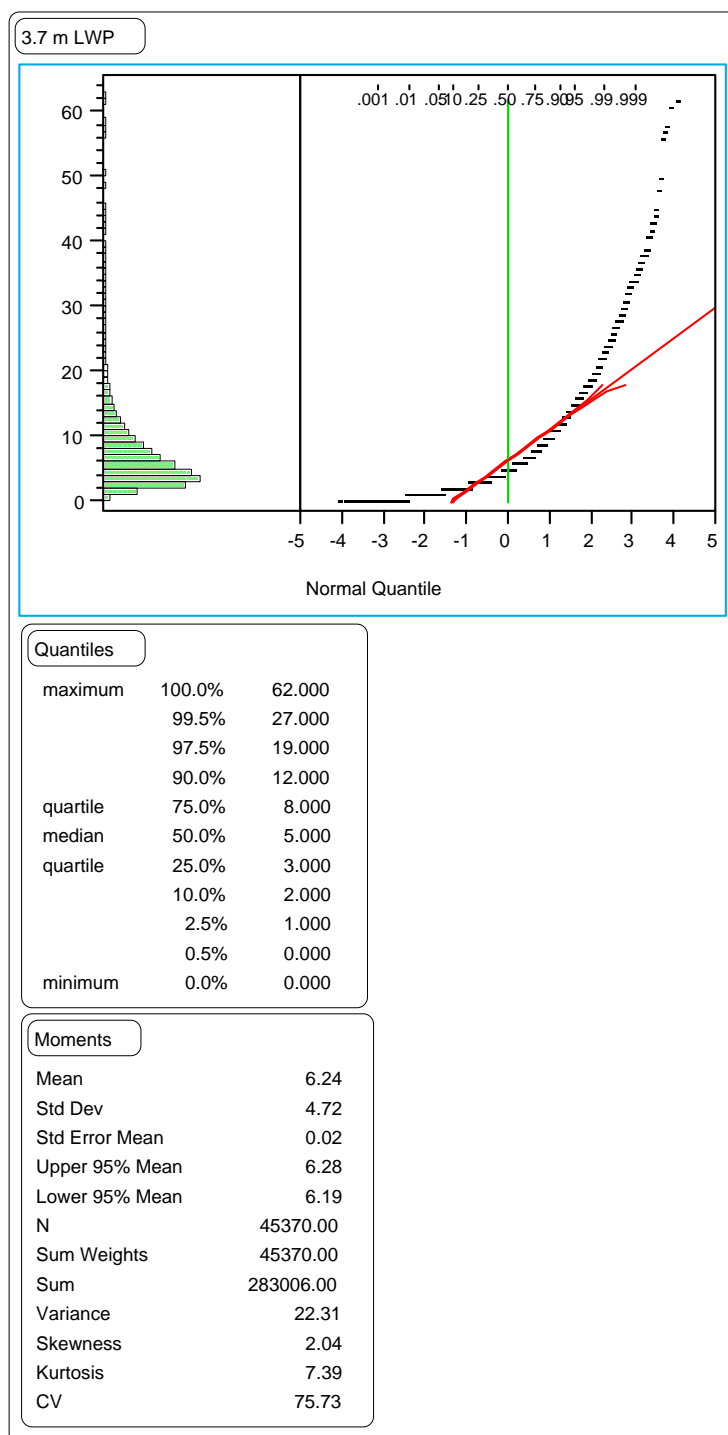 3.7 m LWP
.001 .01 .05 .10 .25 .50 .75 .90 .95 .99 .999
60
50
40
30
20
10
0
-5 -4 -3 -2 -1 0 1 2 3 4 5
Normal Quantile
Quantiles
maximum 100.0% 62.000
99.5% 27.000
97.5% 19.000
90.0% 12.000
quartile 75.0% 8.000
median 50.0% 5.000
quartile 25.0% 3.000
10.0% 2.000
2.5% 1.000
0.5% 0.000
minimum 0.0% 0.000
Moments
Mean 6.24
Std Dev 4.72
Std Error Mean 0.02
Upper 95% Mean 6.28
Lower 95% Mean 6.19
N 45370.00
Sum Weights 45370.00
Sum 283006.00
Variance 22.31
Skewness 2.04
Kurtosis 7.39
CV 75.73